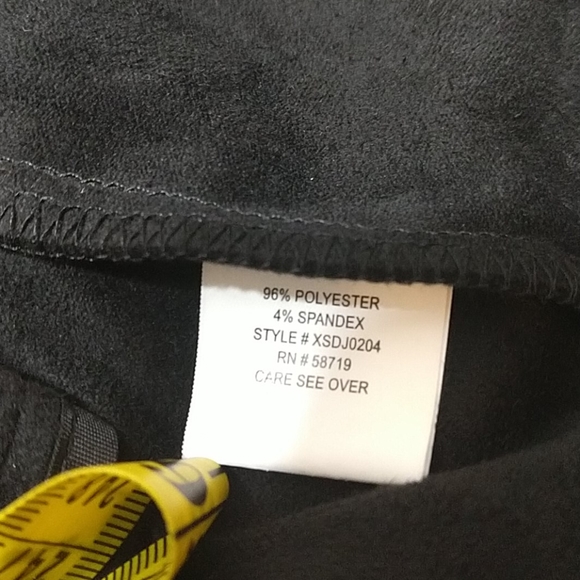 96% POLYESTER
4% SPANDEX
STYLE # XSDJ0204
RN # 58719
CARE SEE OVER